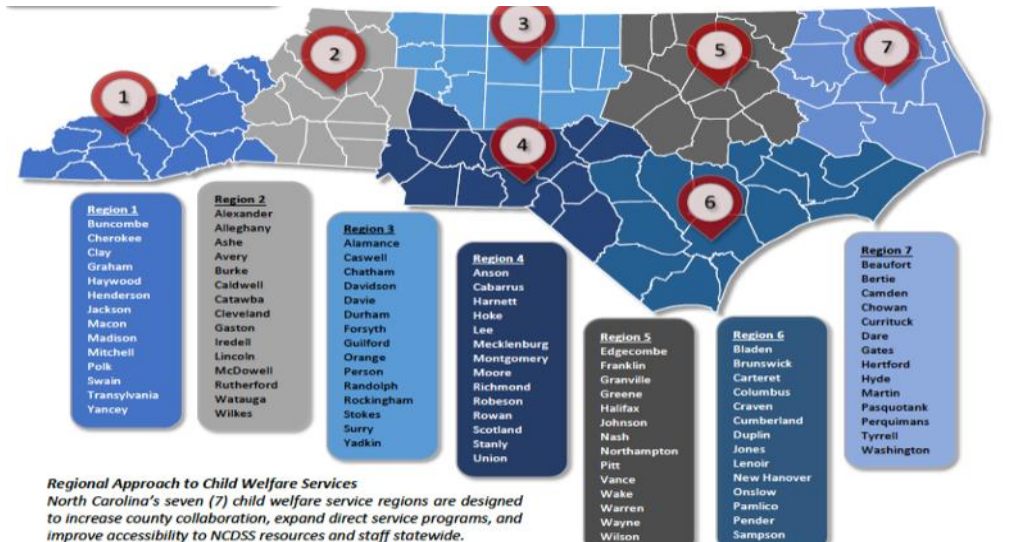 1
2
3
4
5
6
7
Region 1
Buncombe
Cherokee
Clay
Graham
Haywood
Henderson
Jackson
Macon
Madison
Mitchell
Polk
Swain
Transylvania
Yancey
Region 2
Alexander
Alleghany
Ashe
Avery
Burke
Caldwell
Catawba
Cleveland
Gaston
Iredell
Lincoln
McDowell
Rutherford
Watauga
Wilkes
Region 3
Alamance
Caswell
Chatham
Davidson
Davie
Durham
Forsyth
Guilford
Orange
Person
Randolph
Rockingham
Stokes
Surry
Yadkin
Region 4
Anson
Cabarrus
Harnett
Hoke
Lee
Mecklenburg
Montgomery
Moore
Richmond
Robeson
Rowan
Scotland
Stanly
Union
Region 5
Edgecombe
Franklin
Granville
Greene
Halifax
Johnson
Nash
Northampton
Pitt
Vance
Wake
Warren
Wayne
Wilson
Region 6
Bladen
Brunswick
Carteret
Columbus
Craven
Cumberland
Duplin
Jones
Lenoir
New Hanover
Onslow
Pamlico
Pender
Sampson
Region 7
Beaufort
Bertie
Camden
Chowan
Currituck
Dare
Gates
Hertford
Hyde
Martin
Pasquotank
Perquimans
Tyrrell
Washington
Regional Approach to Child Welfare Services
North Carolina's seven (7) child welfare service regions are designed
to increase county collaboration, expand direct service programs, and
improve accessibility to NCDSS resources and staff statewide.